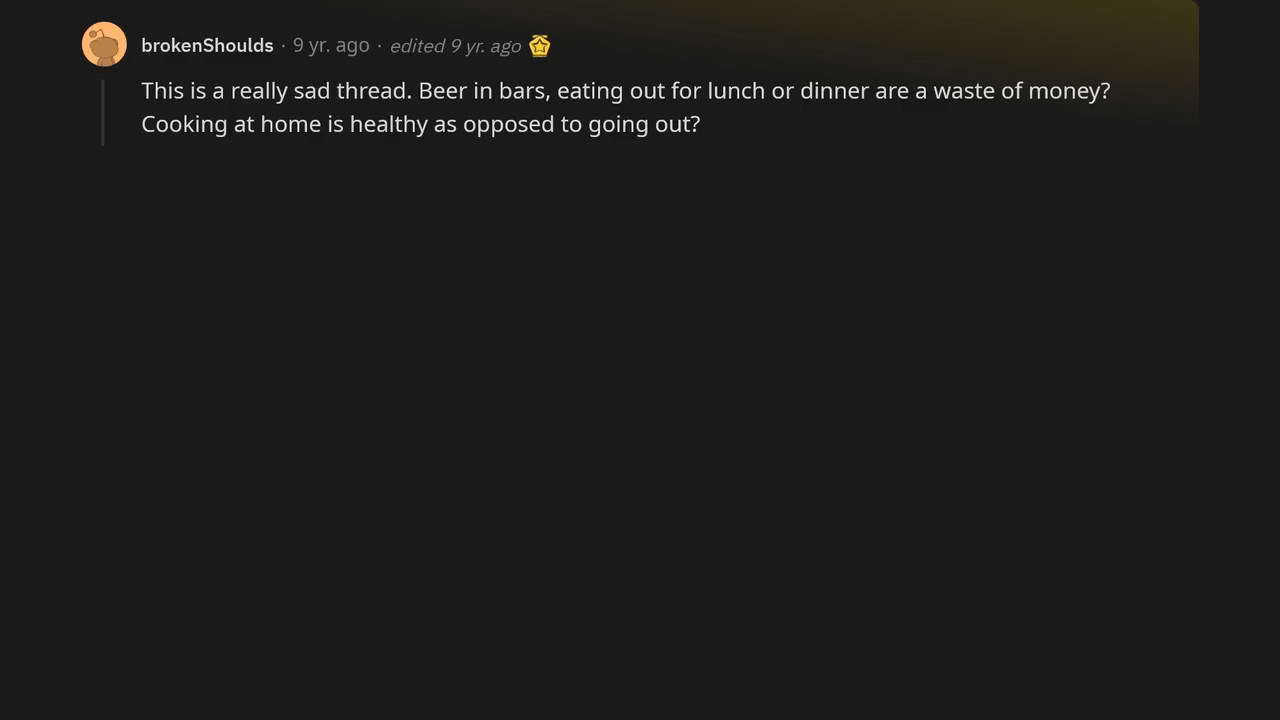 brokenShoulds · 9 yr. ago · edited 9 yr. ago
This is a really sad thread. Beer in bars, eating out for lunch or dinner are a waste of money?
Cooking at home is healthy as opposed to going out?